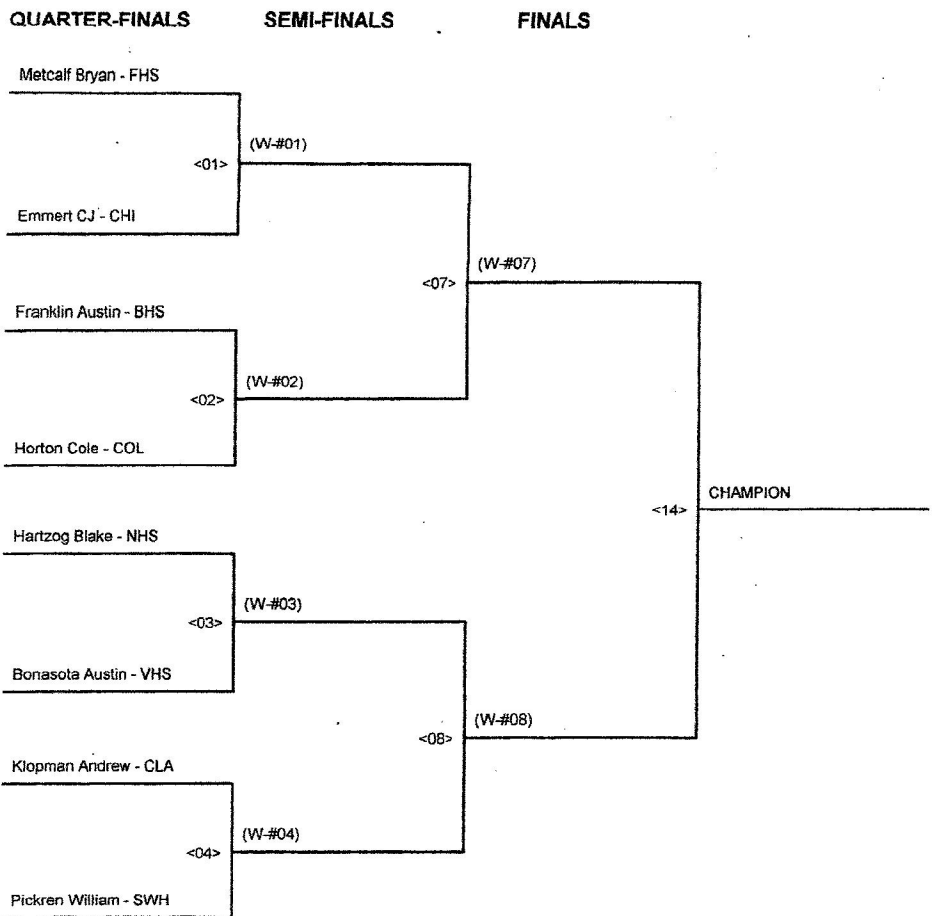 QUARTER-FINALS SEMI-FINALS FINALS
Metcalf Bryan - FHS
(W-#01)
<01>
Emmert CJ - CHI
(W-#07)
<07>
Franklin Austin - BHS
(W-#02)
<02>
Horton Cole - COL
CHAMPION
<14>
Hartzog Blake - NHS
(W-#03)
<03>
Bonasota Austin - VHS
(W-#08)
<08>
Klopman Andrew - CLA
(W-#04)
<04>
Pickren William - SWH